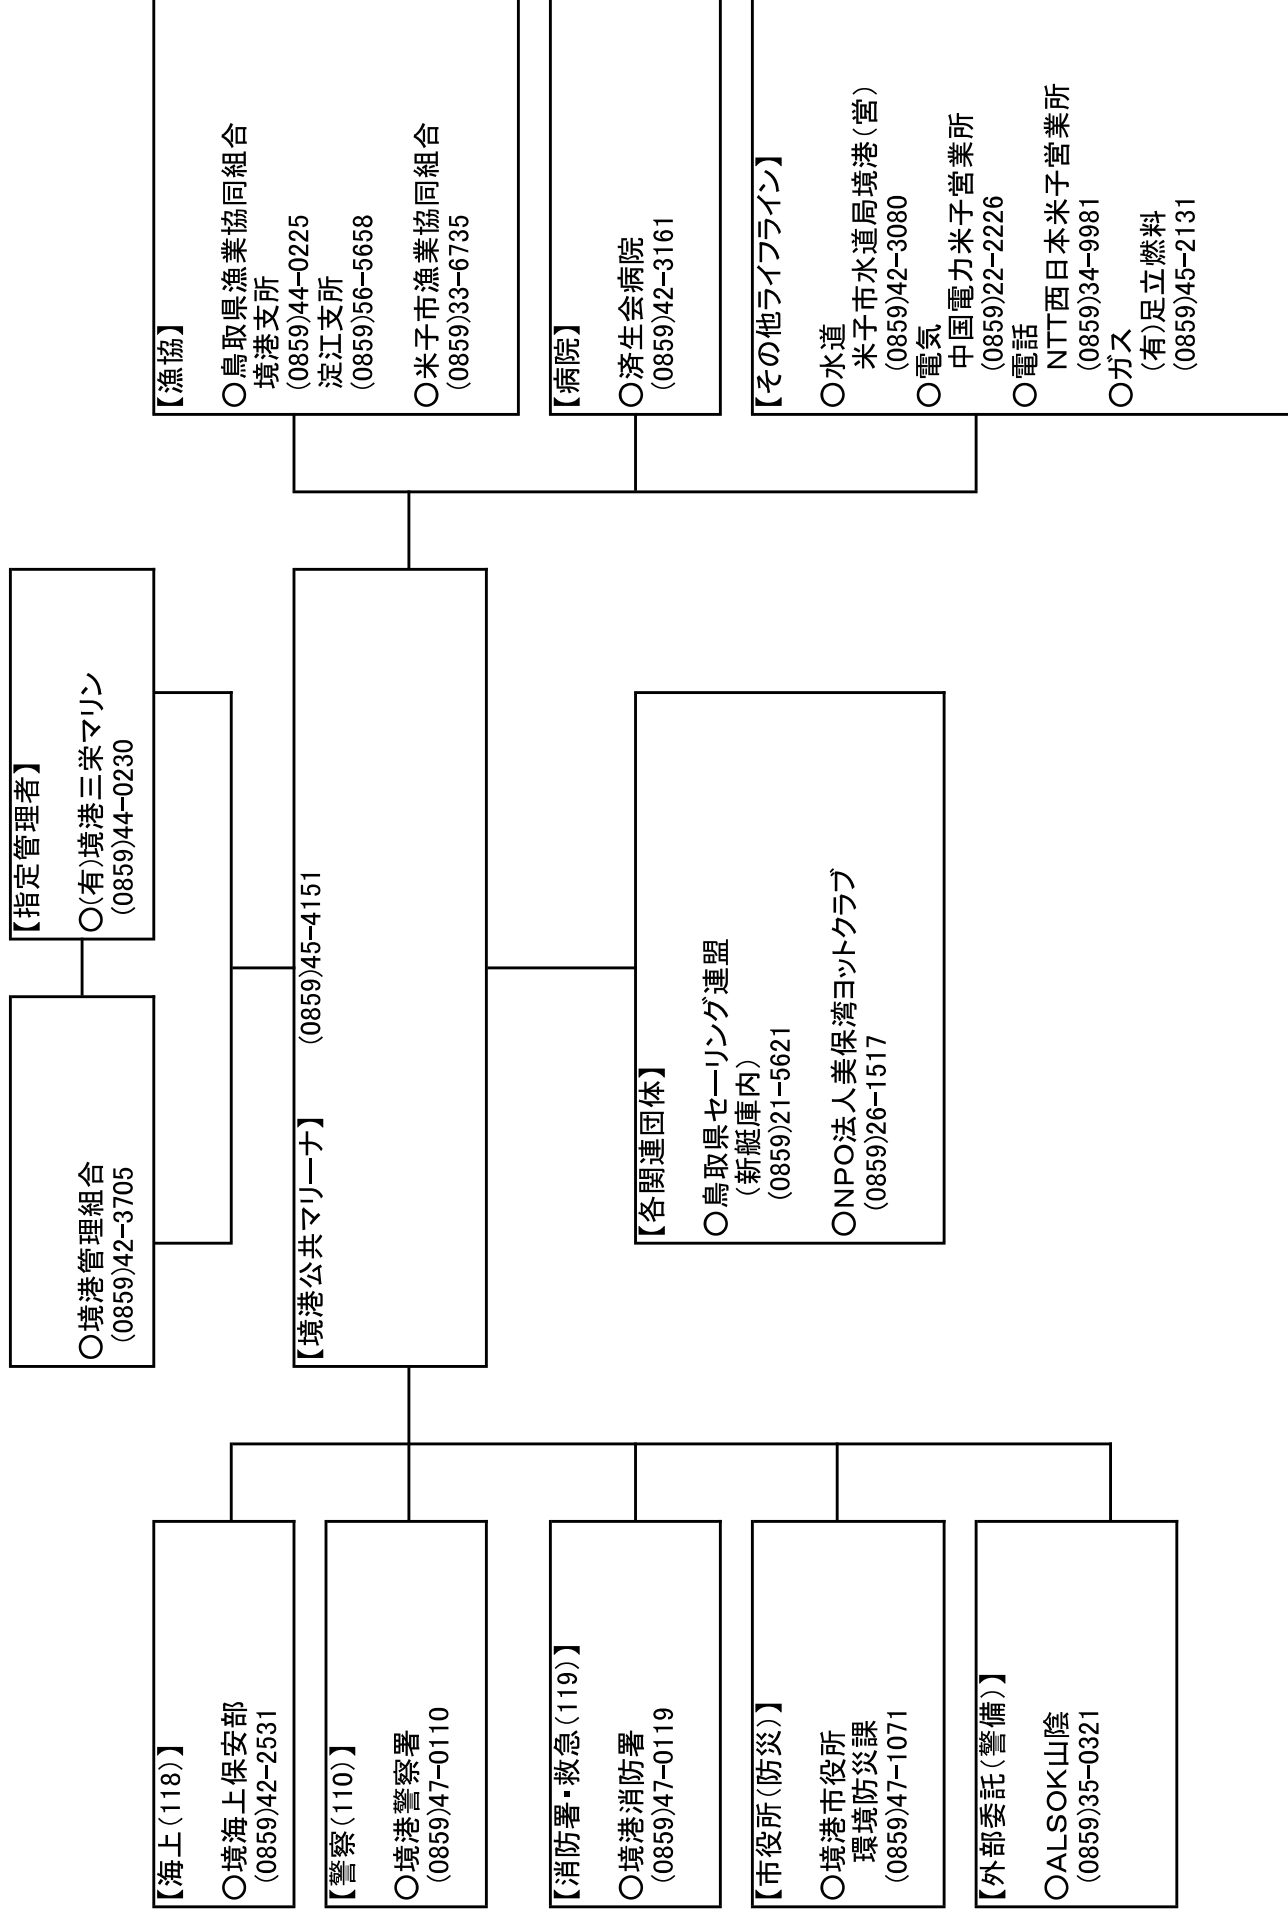 ○境港管理組合
(0859)42-3705
【指定管理者】
○(有)境港三栄マリン
(0859)44-0230
【海上(118)】
○境海上保安部
(0859)42-2531
【警察(110)】
○境港警察署
(0859)47-0110
【消防署・救急(119)】
○境港消防署
(0859)47-0119
【市役所(防災)】
○境港市役所
環境防災課
(0859)47-1071
【外部委託(警備)】
○ALSOK山陰
(0859)35-0321
【境港公共マリーナ】 (0859)45-4151
【各関連団体】
○鳥取県セーリング連盟
(新艇庫内)
(0859)21-5621
○NPO法人美保湾ヨットクラブ
(0859)26-1517
【漁協】
○鳥取県漁業協同組合
境港支所
(0859)44-0225
淀江支所
(0859)56-5658
○米子市漁業協同組合
(0859)33-6735
【病院】
○済生会病院
(0859)42-3161
【その他ライフライン】
○水道
米子市水道局境港(営)
(0859)42-3080
○電気
中国電力米子営業所
(0859)22-2226
○電話
NTT西日本米子営業所
(0859)34-9981
○ガス
(有)足立燃料
(0859)45-2131